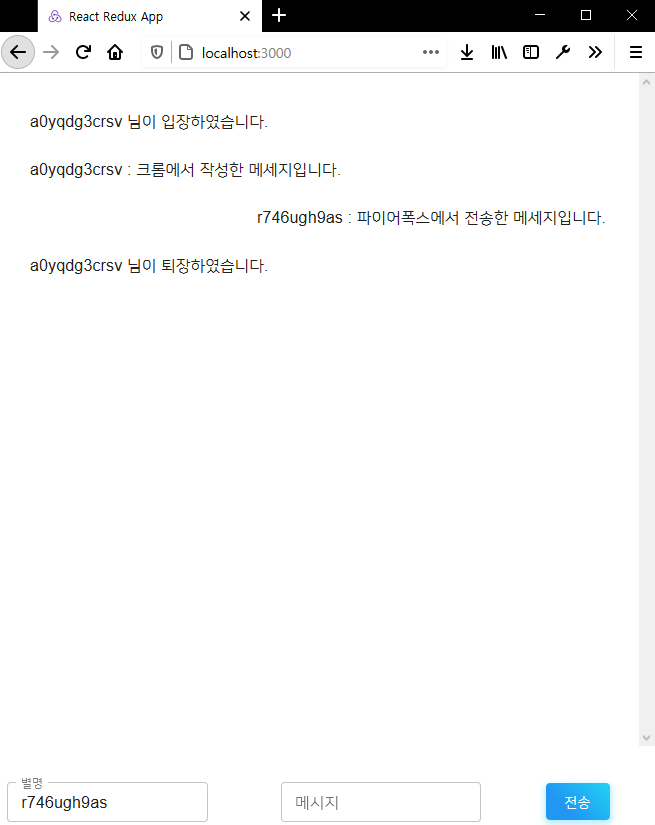 React Redux App
localhost:3000
a0yqdg3crsv 님이 입장하였습니다.
a0yqdg3crsv : 크롬에서 작성한 메세지입니다.
r746ugh9as : 파이어폭스에서 전송한 메세지입니다.
a0yqdg3crsv 님이 퇴장하였습니다.
별명
r746ugh9as
메시지
전송